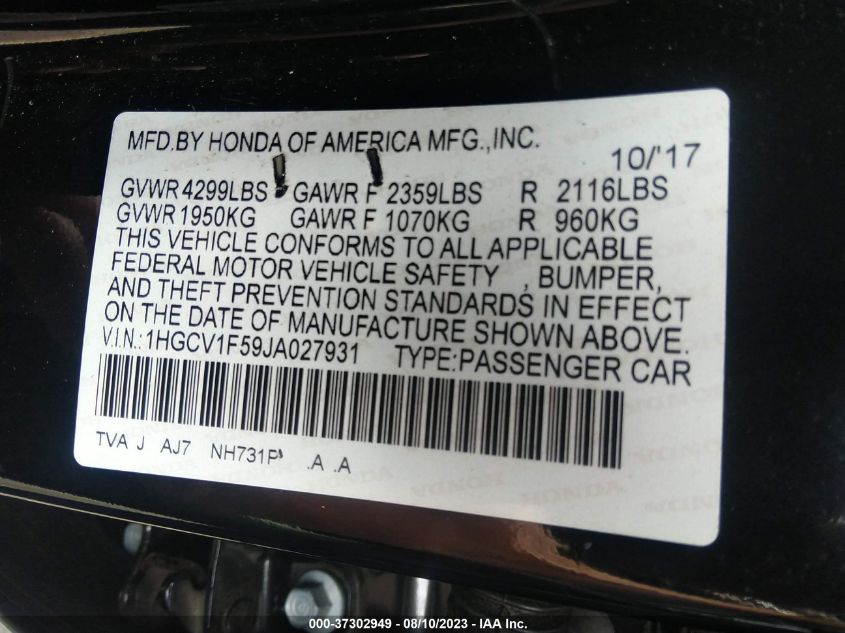 MFD.BY HONDA OF AMERICA MFG.,INC.
10/'17
GVWR 4299LBS GAWR F 2359LBS R 2116LBS
GVWR 1950KG GAWR F 1070KG R 960KG
THIS VEHICLE CONFORMS TO ALL APPLICABLE
FEDERAL MOTOR VEHICLE SAFETY , BUMPER,
AND THEFT PREVENTION STANDARDS IN EFFECT
ON THE DATE OF MANUFACTURE SHOWN ABOVE.
V.I.N.:1HGCV1F59JA027931 TYPE:PASSENGER CAR
TVA J AJ7 NH731P .A .A
000-37302949 - 08/10/2023 - IAA Inc.